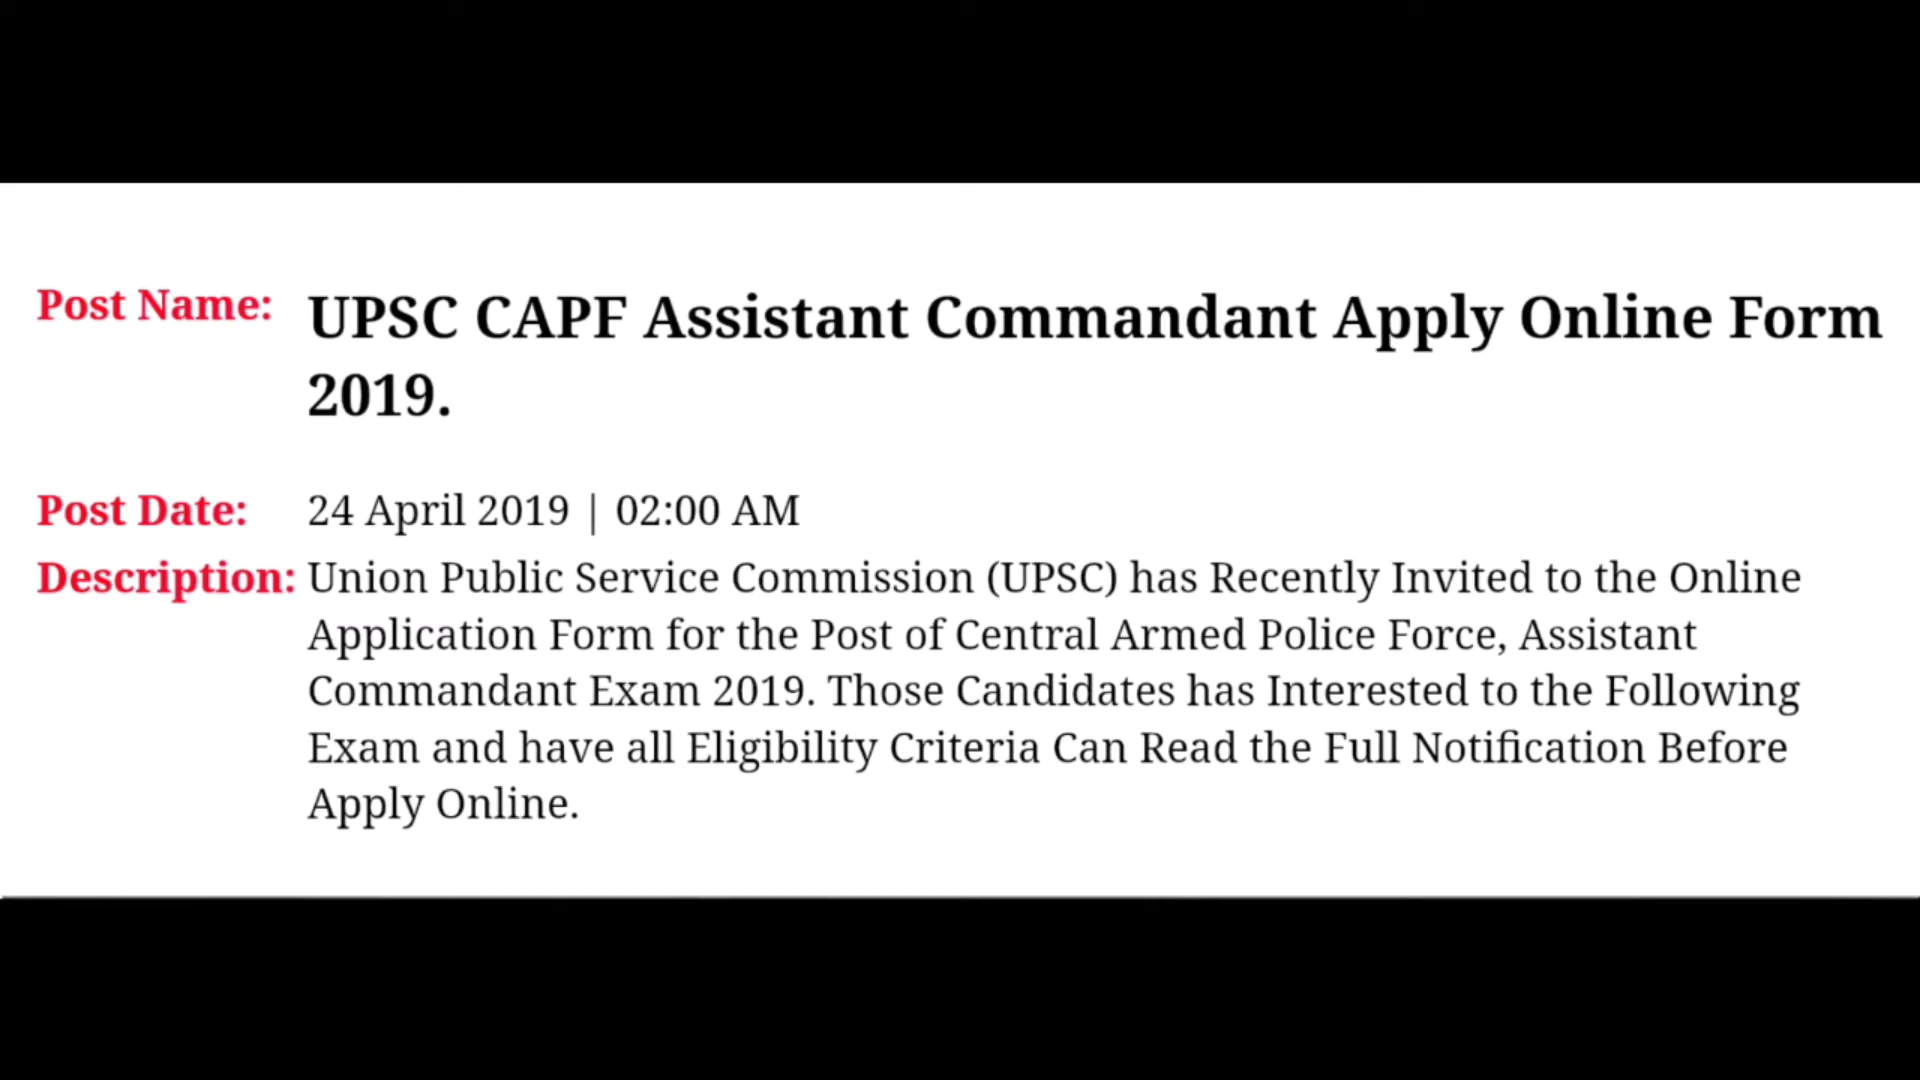 Post Name: UPSC CAPF Assistant Commandant Apply Online Form
2019.
Post Date: 24 April 2019 | 02:00 AM
Description: Union Public Service Commission (UPSC) has Recently Invited to the Online
Application Form for the Post of Central Armed Police Force, Assistant
Commandant Exam 2019. Those Candidates has Interested to the Following
Exam and have all Eligibility Criteria Can Read the Full Notification Before
Apply Online.